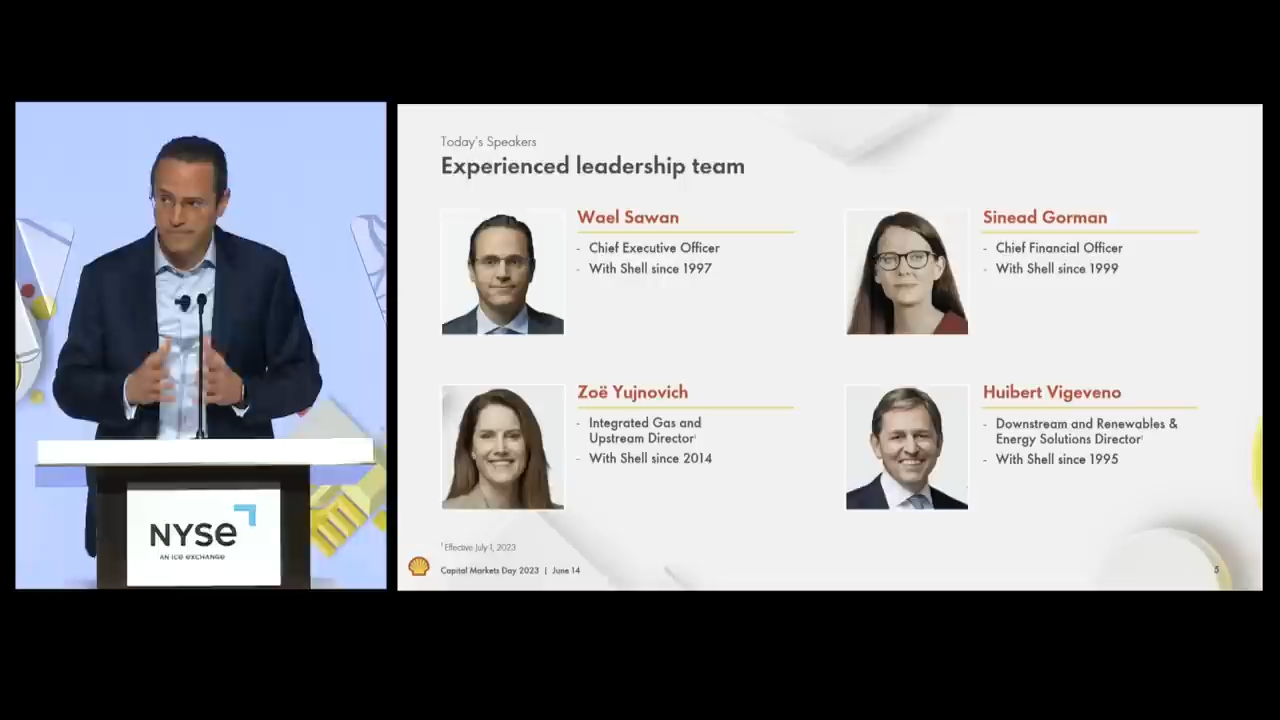 NYSE
AN ICE EXCHANGE
Today's Speakers
Experienced leadership team
Wael Sawan
- Chief Executive Officer
- With Shell since 1997
Sinead Gorman
- Chief Financial Officer
- With Shell since 1999
Zoë Yujnovich
- Integrated Gas and
Upstream Director¹
- With Shell since 2014
Huibert Vigeveno
- Downstream and Renewables &
Energy Solutions Director¹
- With Shell since 1995
¹ Effective July 1, 2023
Capital Markets Day 2023 | June 14
5